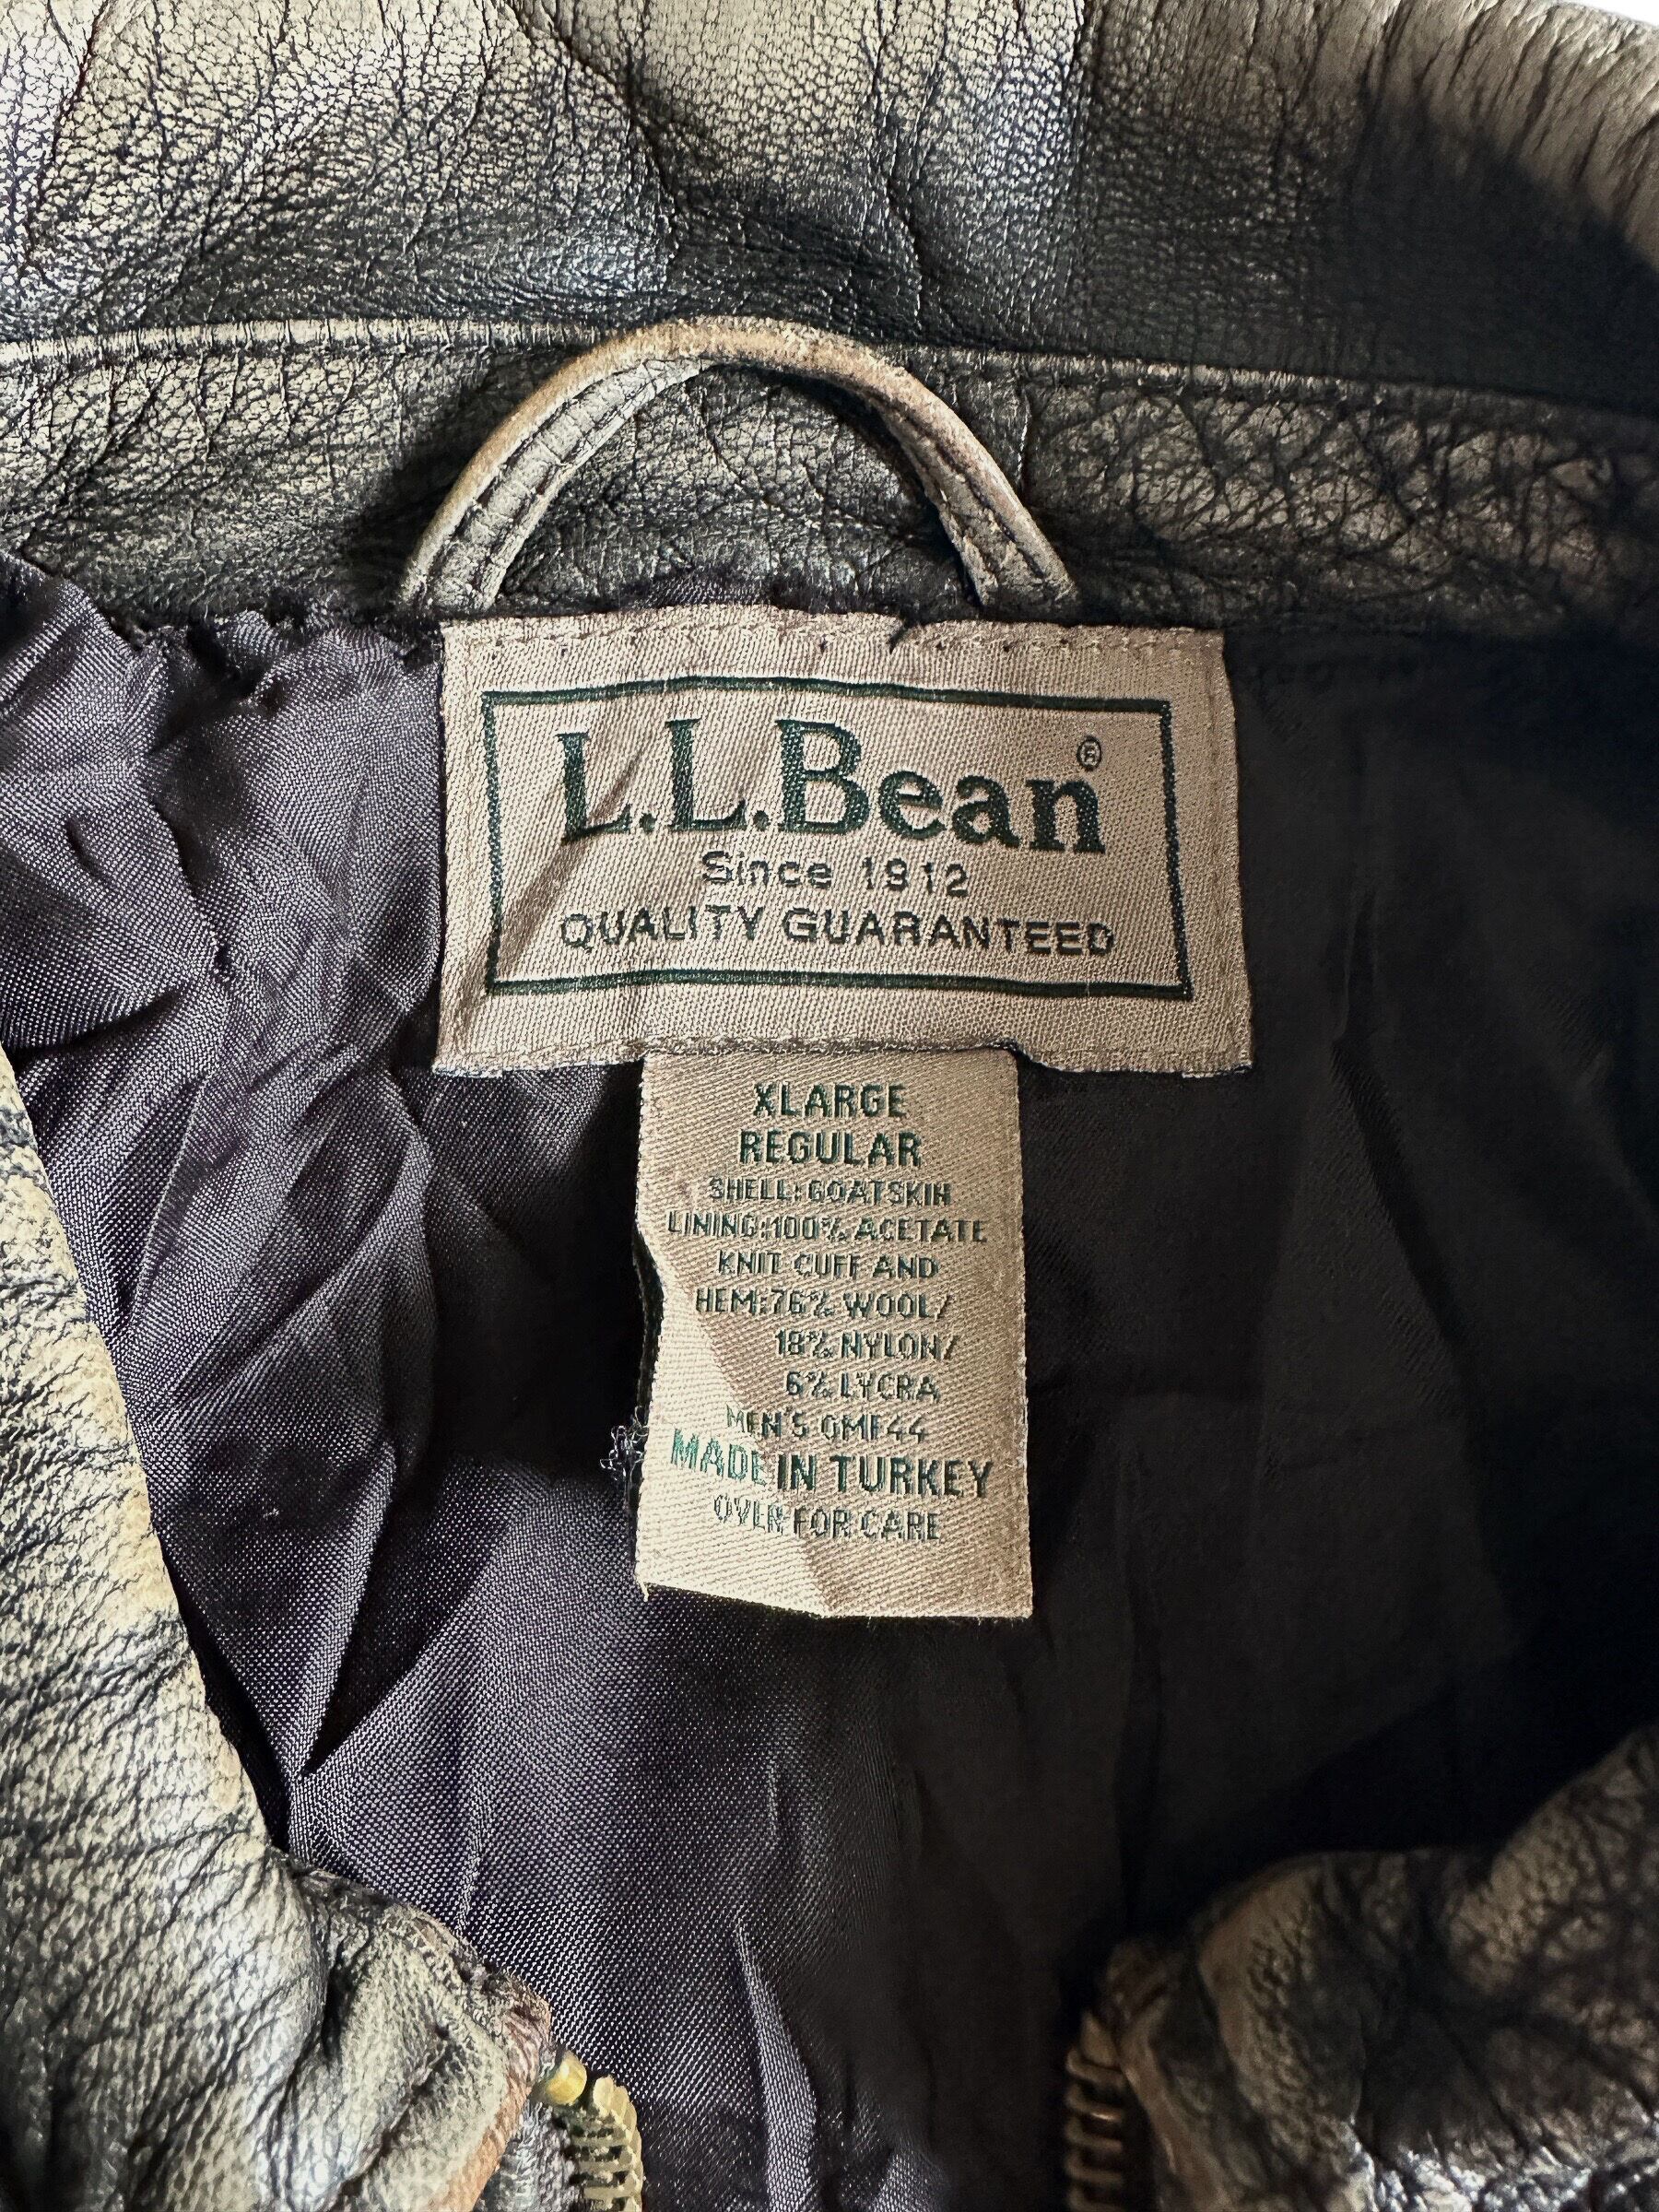 L.L.Bean®
Since 1912
QUALITY GUARANTEED
XLARGE
REGULAR
SHELL:GOATSKIN
LINING:100% ACETATE
KNIT CUFF AND
HEM:76% WOOL/
18% NYLON/
6% LYCRA
MEN'S 0MF44
MADE IN TURKEY
OVER FOR CARE